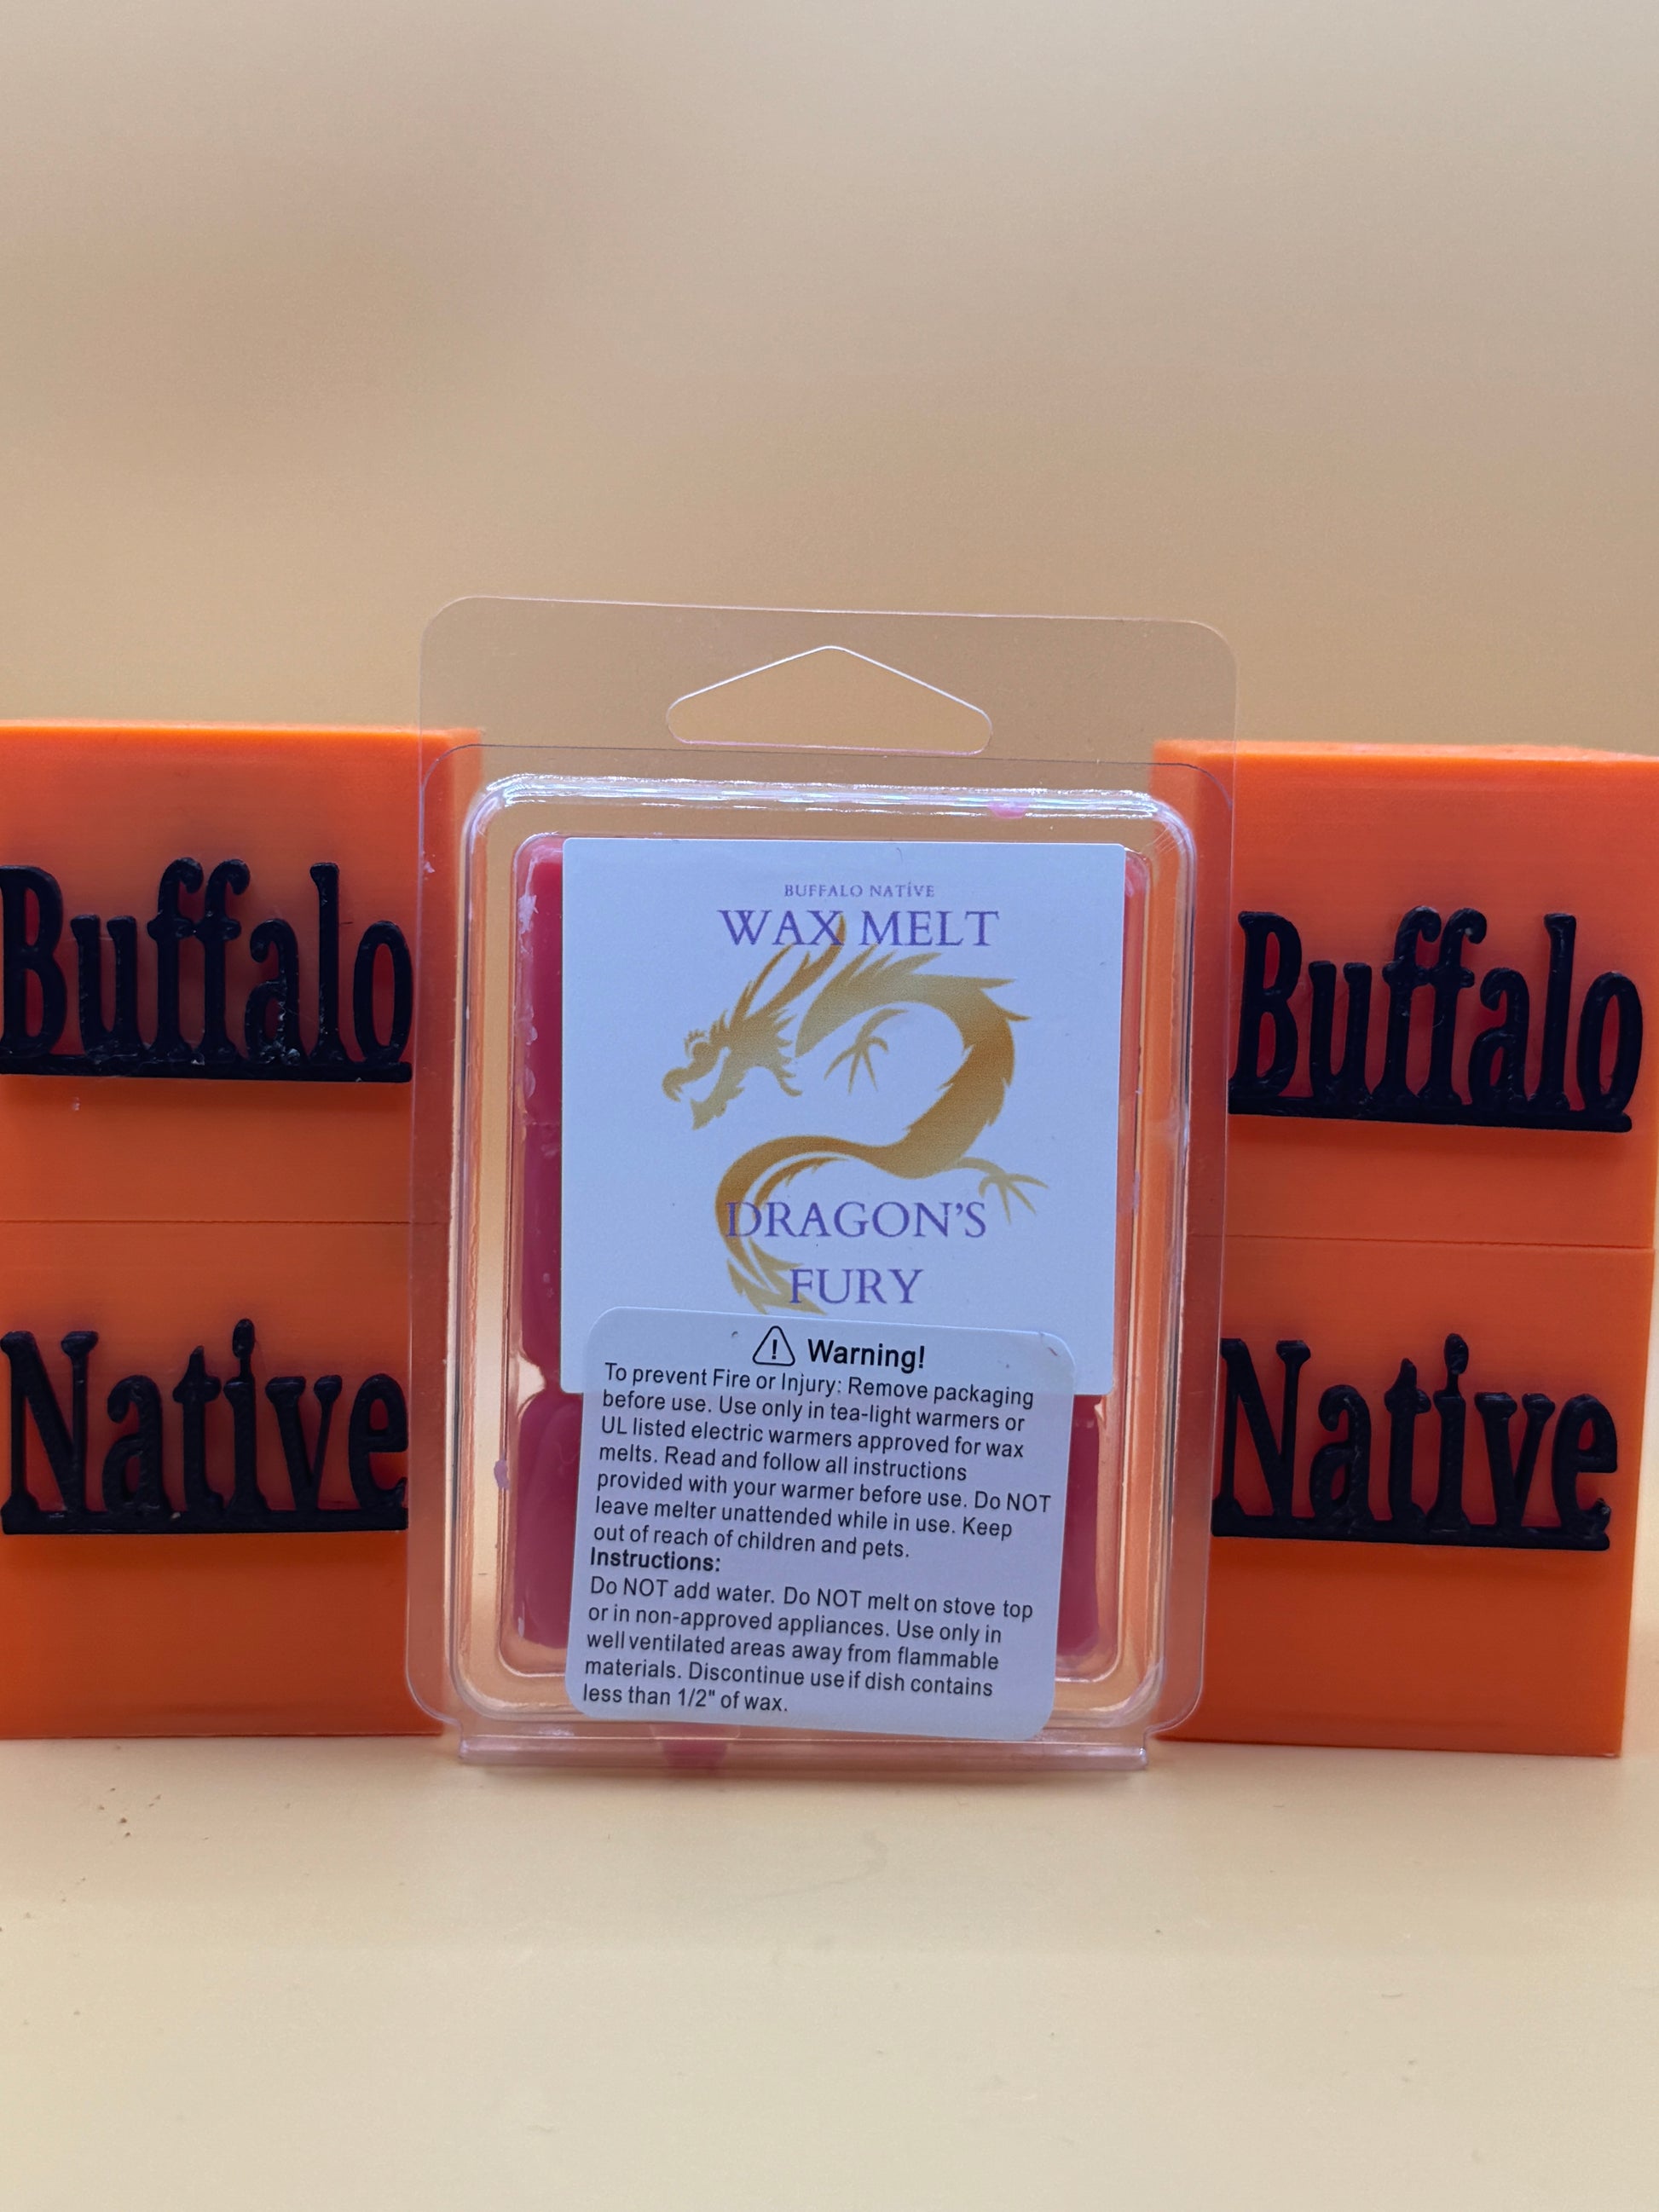 Buffalo
Native
BUFFALO NATIVE
WAX MELT
DRAGON'S
FURY
Warning!
To prevent Fire or Injury: Remove packaging
before use. Use only in tea-light warmers or
UL listed electric warmers approved for wax
melts. Read and follow all instructions
provided with your warmer before use. Do NOT
leave melter unattended while in use. Keep
out of reach of children and pets.
Instructions:
Do NOT add water. Do NOT melt on stove top
or in non-approved appliances. Use only in
well ventilated areas away from flammable
materials. Discontinue use if dish contains
less than 1/2" of wax.
Buffalo
Native